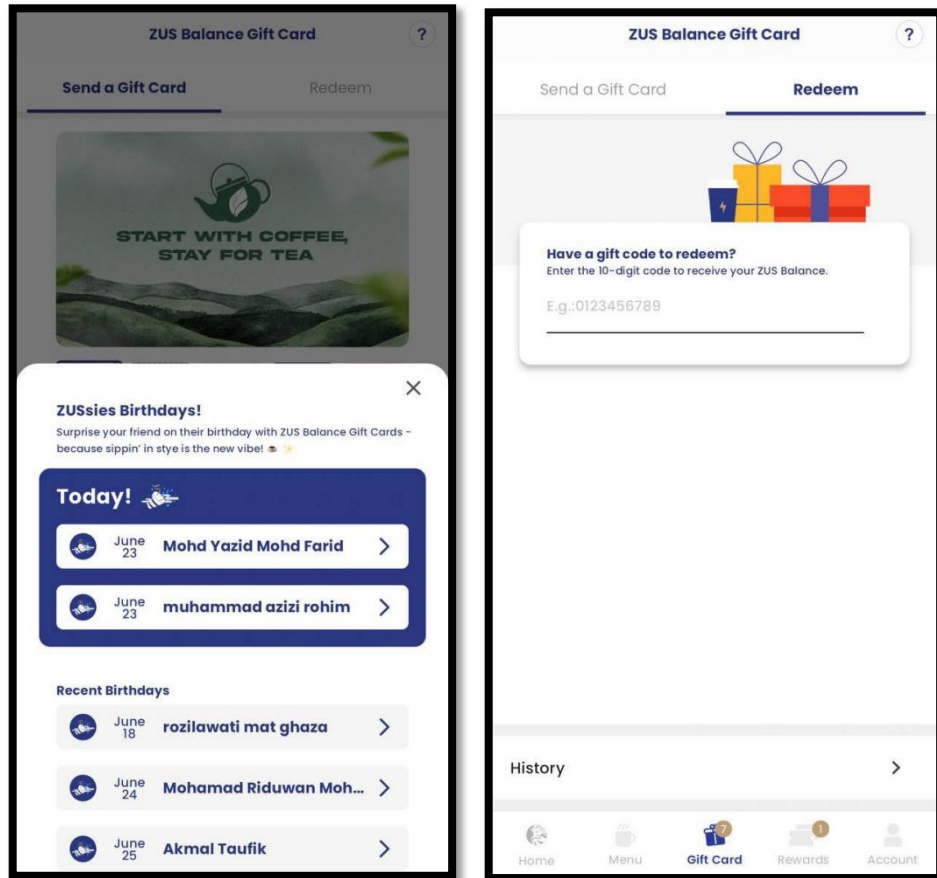 ZUS Balance Gift Card
?
Send a Gift Card
Redeem
START WITH COFFEE,
STAY FOR TEA
ZUSsies Birthdays!
Surprise your friend on their birthday with ZUS Balance Gift Cards -
because sippin' in stye is the new vibe! ☕ ✨
Today!
June
23
Mohd Yazid Mohd Farid
June
23
muhammad azizi rohim
Recent Birthdays
June
18
rozilawati mat ghaza
June
24
Mohamad Riduwan Moh...
June
25
Akmal Taufik
ZUS Balance Gift Card
?
Send a Gift Card
Redeem
Have a gift code to redeem?
Enter the 10-digit code to receive your ZUS Balance.
E.g.:0123456789
History
7
1
Home
Menu
Gift Card
Rewards
Account